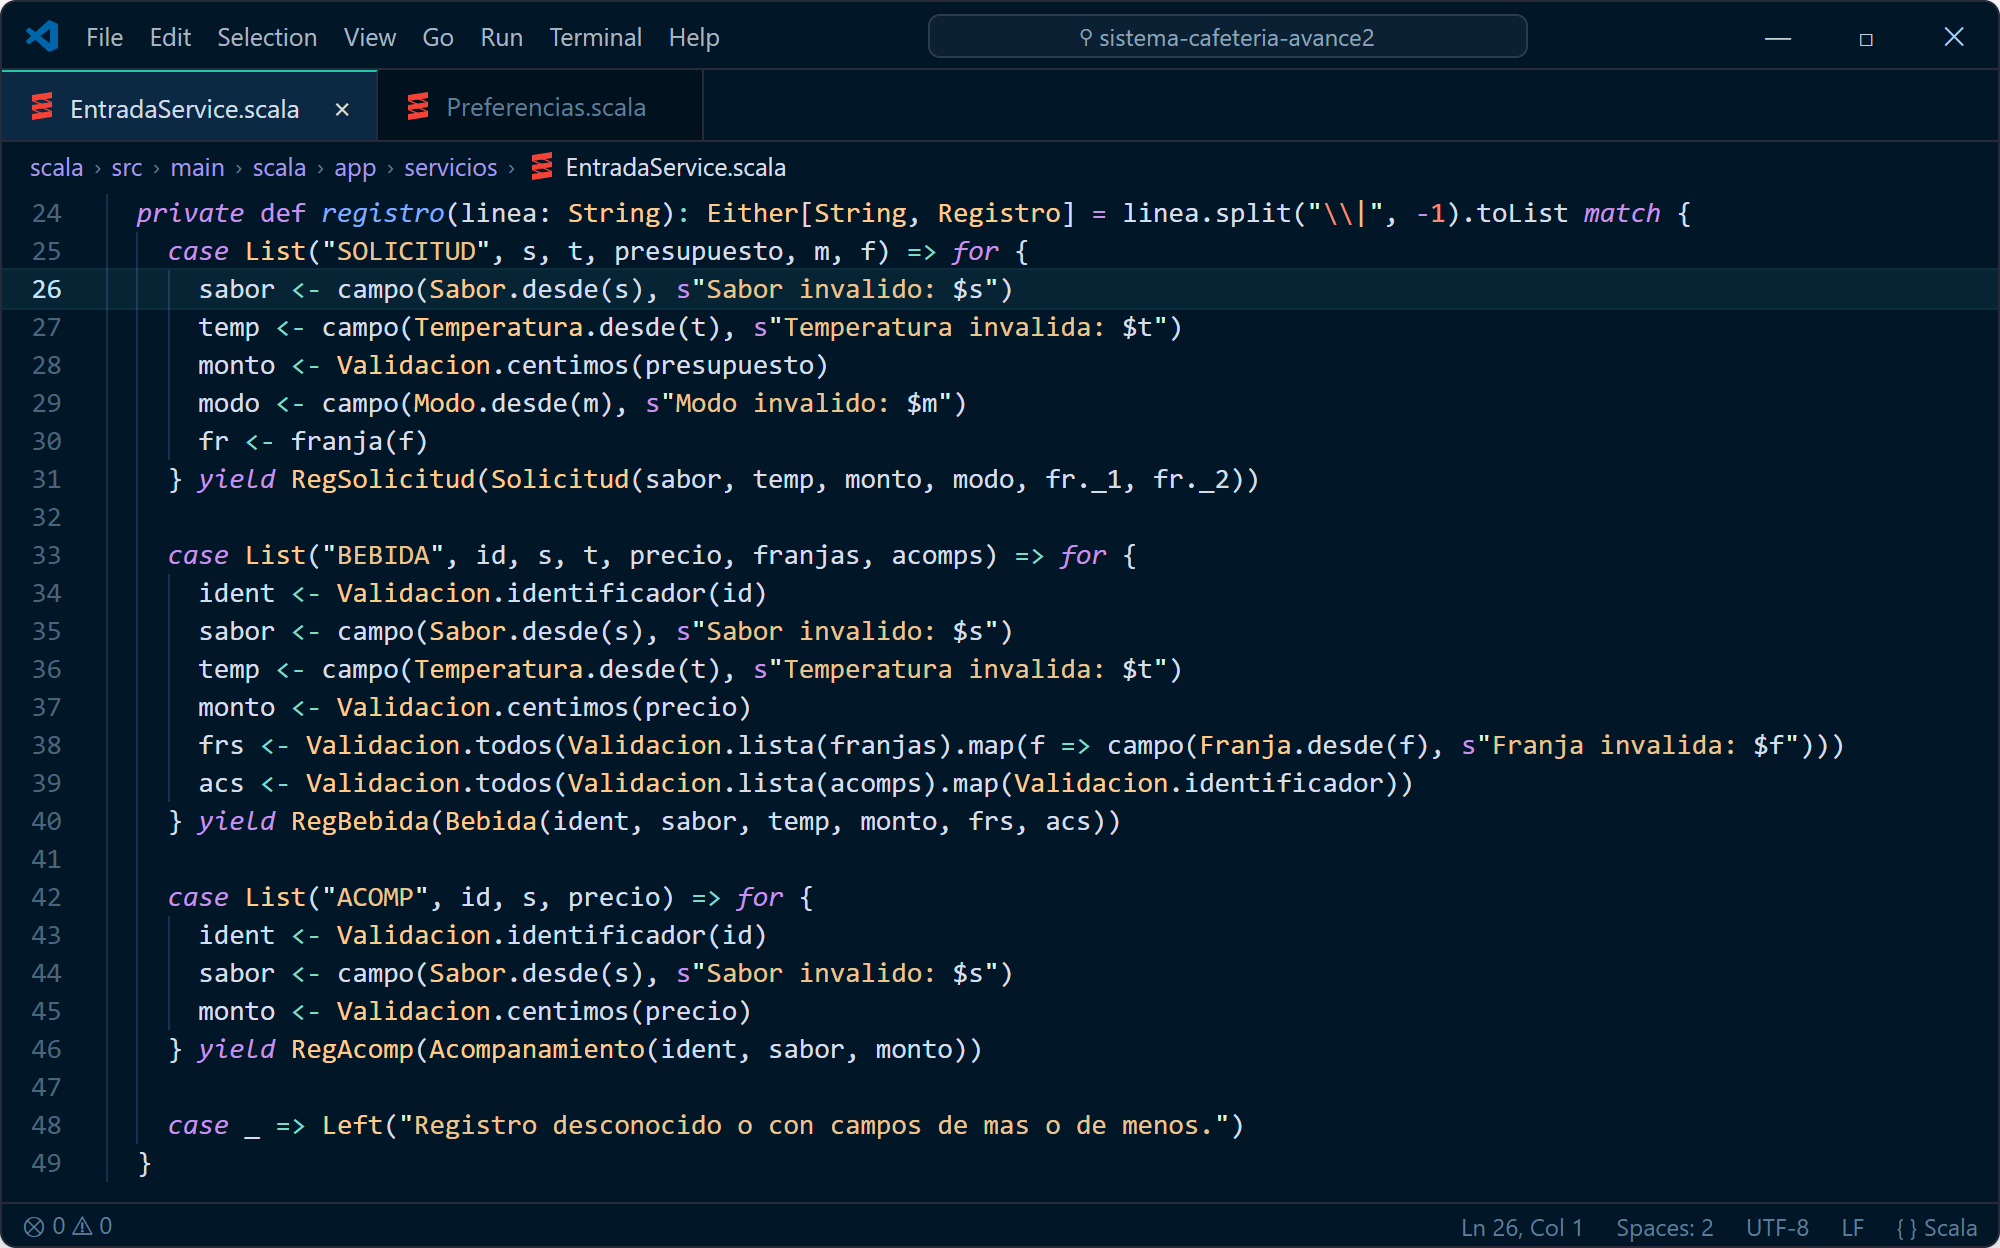 File Edit Selection View Go Run Terminal Help
sistema-cafeteria-avance2
EntradaService.scala × Preferencias.scala
scala › src › main › scala › app › servicios › EntradaService.scala
24 private def registro(linea: String): Either[String, Registro] = linea.split("\\|", -1).toList match {
25 case List("SOLICITUD", s, t, presupuesto, m, f) => for {
26 sabor <- campo(Sabor.desde(s), s"Sabor invalido: $s")
27 temp <- campo(Temperatura.desde(t), s"Temperatura invalida: $t")
28 monto <- Validacion.centimos(presupuesto)
29 modo <- campo(Modo.desde(m), s"Modo invalido: $m")
30 fr <- franja(f)
31 } yield RegSolicitud(Solicitud(sabor, temp, monto, modo, fr._1, fr._2))
32
33 case List("BEBIDA", id, s, t, precio, franjas, acomps) => for {
34 ident <- Validacion.identificador(id)
35 sabor <- campo(Sabor.desde(s), s"Sabor invalido: $s")
36 temp <- campo(Temperatura.desde(t), s"Temperatura invalida: $t")
37 monto <- Validacion.centimos(precio)
38 frs <- Validacion.todos(Validacion.lista(franjas).map(f => campo(Franja.desde(f), s"Franja invalida: $f")))
39 acs <- Validacion.todos(Validacion.lista(acomps).map(Validacion.identificador))
40 } yield RegBebida(Bebida(ident, sabor, temp, monto, frs, acs))
41
42 case List("ACOMP", id, s, precio) => for {
43 ident <- Validacion.identificador(id)
44 sabor <- campo(Sabor.desde(s), s"Sabor invalido: $s")
45 monto <- Validacion.centimos(precio)
46 } yield RegAcomp(Acompanamiento(ident, sabor, monto))
47
48 case _ => Left("Registro desconocido o con campos de mas o de menos.")
49 }
0 0 Ln 26, Col 1 Spaces: 2 UTF-8 LF { } Scala